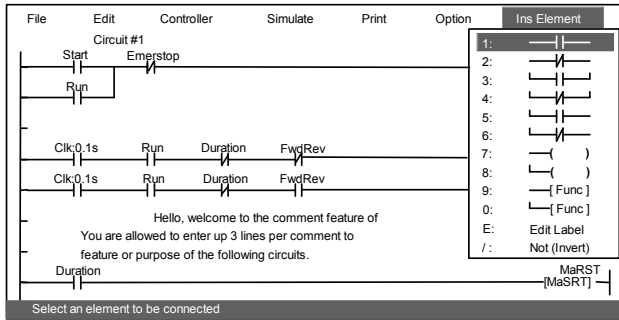 File Edit Controller Simulate Print Option Ins Element
Circuit #1
Start Emerstop
Run
Clk:0.1s Run Duration FwdRev
Clk:0.1s Run Duration FwdRev
Hello, welcome to the comment feature of
You are allowed to enter up 3 lines per comment to
feature or purpose of the following circuits.
Duration
MaRST
[MaSRT]
1:
2:
3:
4:
5:
6:
7: ( )
8: ( )
9: [ Func ]
0: [ Func ]
E: Edit Label
/ : Not (Invert)
Select an element to be connected